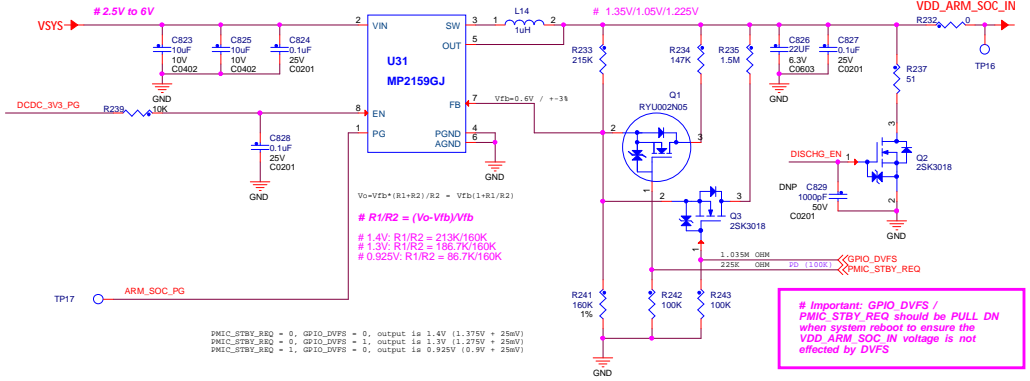 # 2.5V to 6V
VSYS
C823
10uF
10V
C0402
C825
10uF
10V
C0402
C824
0.1uF
25V
C0201
GND
2
VIN
U31
MP2159GJ
SW
3
OUT
5
FB
7
EN
8
PG
1
PGND
4
AGND
6
GND
L14
1
2
1uH
# 1.35V/1.05V/1.225V
VDD_ARM_SOC_IN
R232
0
TP16
R233
215K
R234
147K
R235
1.5M
C826
22UF
6.3V
C0603
C827
0.1uF
25V
C0201
GND
R237
51
Vfb=0.6V / +-3%
Q1
RYU002N05
2
3
1
DCDC_3V3_PG
R239
10K
C828
0.1uF
25V
C0201
GND
DISCHG_EN
1
3
Q2
2SK3018
2
DNP
C829
1000pF
50V
C0201
GND
Vo=Vfb*(R1+R2)/R2 = Vfb(1+R1/R2)
# R1/R2 = (Vo-Vfb)/Vfb
# 1.4V: R1/R2 = 213K/160K
# 1.3V: R1/R2 = 186.7K/160K
# 0.925V: R1/R2 = 86.7K/160K
2
3
Q3
2SK3018
1
1.035M OHM
GPIO_DVFS
225K OHM PD (100K)
PMIC_STBY_REQ
TP17
ARM_SOC_PG
R241
160K
1%
R242
100K
R243
100K
GND
PMIC_STBY_REQ = 0, GPIO_DVFS = 0, output is 1.4V (1.375V + 25mV)
PMIC_STBY_REQ = 0, GPIO_DVFS = 1, output is 1.3V (1.275V + 25mV)
PMIC_STBY_REQ = 1, GPIO_DVFS = 0, output is 0.925V (0.9V + 25mV)
# Important: GPIO_DVFS /
PMIC_STBY_REQ should be PULL DN
when system reboot to ensure the
VDD_ARM_SOC_IN voltage is not
effected by DVFS